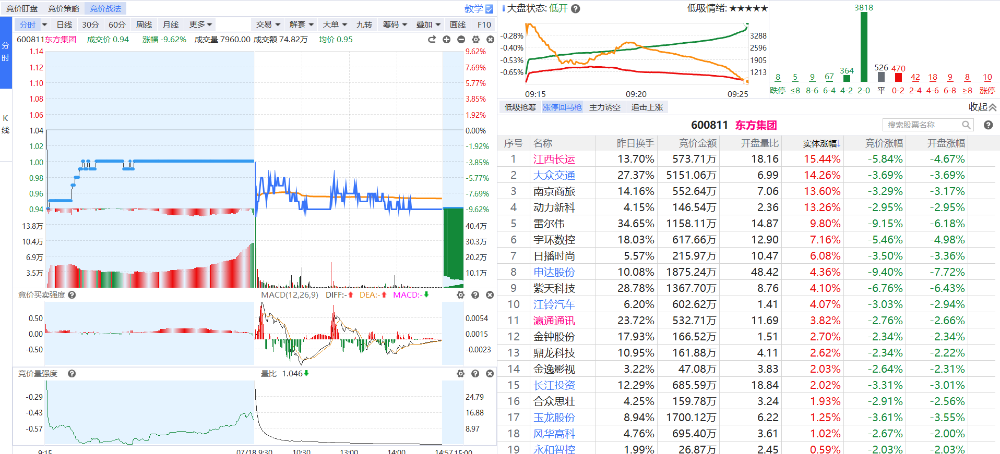 竞价盯盘 竞价策略 竞价战法 教学
分时 日线 30分 60分 周线 月线 更多 交易 解套 大单 九转 筹码 叠加 画线 F10
600811东方集团 成交价 0.94 涨幅 -9.62% 成交量 7960.00 成交额 74.82万 均价 0.95
分时
K线
1.14 9.62%
1.12 7.69%
1.10 5.77%
1.08 3.85%
1.06 1.92%
1.04 0.00%
1.02 -1.92%
1.00 -3.85%
0.98 -5.77%
0.96 -7.69%
0.94 -9.62%
13.8万 40.4万
10.4万 30.3万
6.9万 20.2万
3.5万 10.1万
竞价买卖强度 MACD(12,26,9) DIFF:- DEA:- MACD:-
0.50 0.0054
0.00 0.0015
-0.50 -0.0023
竞价量强度 量比 1.046
-0.29 24.79
-0.43 16.88
-0.57 8.97
9:15 07/18 9:30 10:30 13:00 14:00 14:57 15:00
大盘状态: 低开 低吸情绪: ★★★★★
-0.28% 3288
-0.40% 2596
-0.53% 1905
-0.65% 1213
09:15 09:20 09:25
8 5 9 67 364 3818 526 470 42 18 9 8 10
跌停 ≤8 8-6 6-4 4-2 2-0 平 0-2 2-4 4-6 6-8 ≥8 涨停
低吸抢筹 涨停回马枪 主力诱空 追击上涨 收起
600811 东方集团 搜索股票名称
序号 名称 昨日换手 竞价金额 开盘量比 实体涨幅↓ 竞价涨幅 开盘涨幅
1 江西长运 13.70% 573.71万 18.16 15.44% -5.84% -4.67%
2 大众交通 27.37% 5151.06万 6.99 14.26% -3.69% -3.69%
3 南京商旅 14.16% 552.64万 7.06 13.60% -3.29% -3.17%
4 动力新科 4.15% 146.54万 2.36 13.26% -2.95% -2.95%
5 雷尔伟 34.65% 1158.11万 14.87 9.80% -9.15% -6.18%
6 宇环数控 18.03% 617.66万 12.90 7.16% -5.46% -4.98%
7 日播时尚 5.57% 215.97万 10.47 6.08% -3.50% -3.36%
8 申达股份 10.08% 1875.24万 48.42 4.36% -9.40% -7.72%
9 紫天科技 28.78% 1367.70万 8.76 4.10% -6.76% -6.43%
10 江铃汽车 6.20% 602.62万 1.41 4.07% -3.03% -2.94%
11 瀛通通讯 23.72% 532.71万 11.69 3.82% -2.76% -2.66%
12 金钟股份 17.93% 166.52万 1.51 2.70% -2.34% -2.34%
13 鼎龙科技 10.95% 161.88万 4.11 2.62% -2.34% -2.22%
14 金逸影视 3.22% 47.08万 3.83 2.03% -2.64% -2.31%
15 长江投资 12.29% 685.59万 18.84 2.02% -3.31% -3.01%
16 合众思壮 4.25% 159.78万 3.24 1.93% -2.91% -2.56%
17 玉龙股份 8.94% 1700.12万 6.22 1.25% -3.61% -3.55%
18 风华高科 4.76% 695.40万 3.61 1.02% -2.67% -2.00%
19 永和智控 1.99% 26.87万 2.45 0.59% -2.03% -2.03%